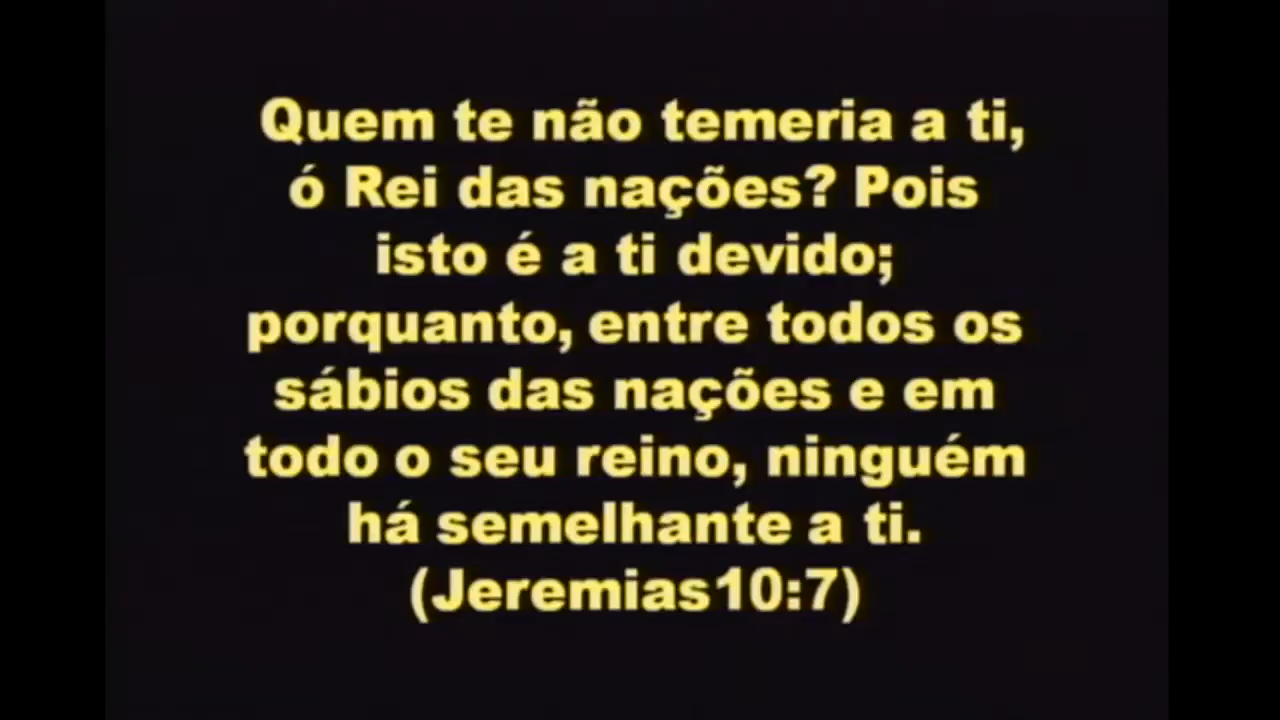 Quem te não temeria a ti,
ó Rei das nações? Pois
isto é a ti devido;
porquanto, entre todos os
sábios das nações e em
todo o seu reino, ninguém
há semelhante a ti.
(Jeremias10:7)